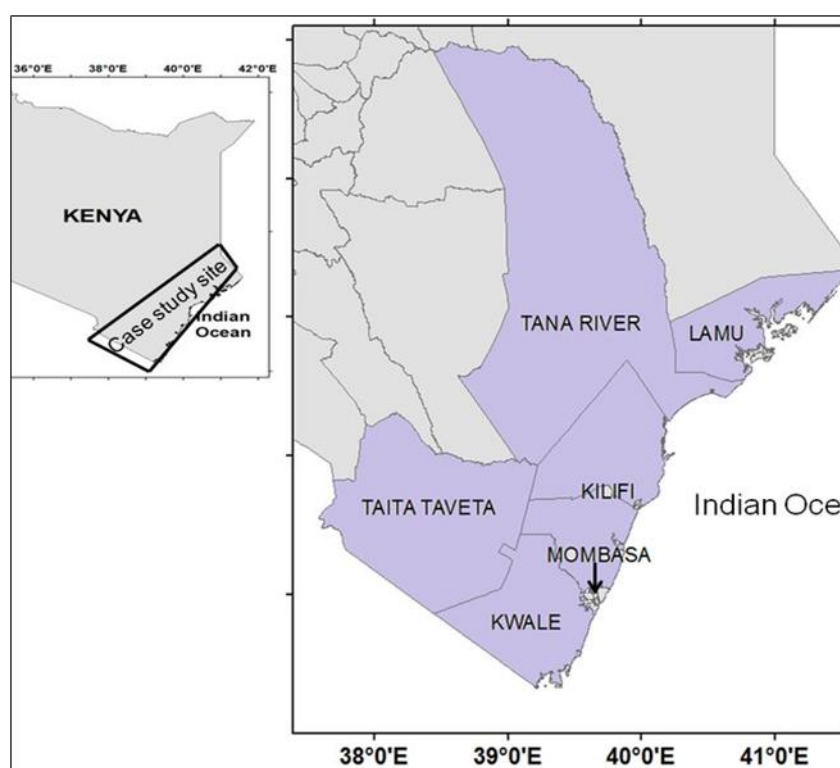 36°0'E 38°0'E 40°0'E 42°0'E
KENYA
Case study site
Indian
Ocean
TANA RIVER
LAMU
KILIFI
TAITA TAVETA
Indian Oce
MOMBASA
KWALE
38°0'E 39°0'E 40°0'E 41°0'E